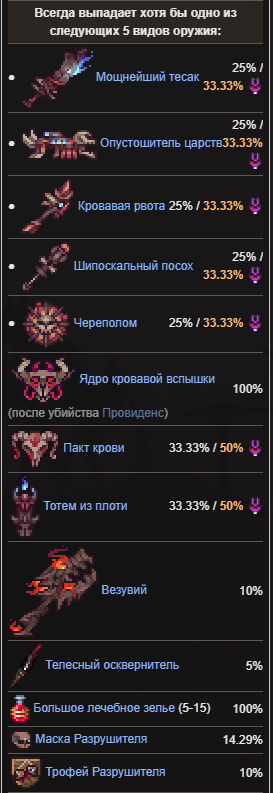 Всегда выпадает хотя бы одно из
следующих 5 видов оружия:
Мощнейший тесак 25% /
33.33%
Опустошитель царств 25% /
33.33%
Кровавая рвота 25% / 33.33%
Шипоскальный посох 25% /
33.33%
Череполом 25% / 33.33%
Ядро кровавой вспышки 100%
(после убийства Провиденс)
Пакт крови 33.33% / 50%
Тотем из плоти 33.33% / 50%
Везувий 10%
Телесный осквернитель 5%
Большое лечебное зелье (5-15) 100%
Маска Разрушителя 14.29%
Трофей Разрушителя 10%